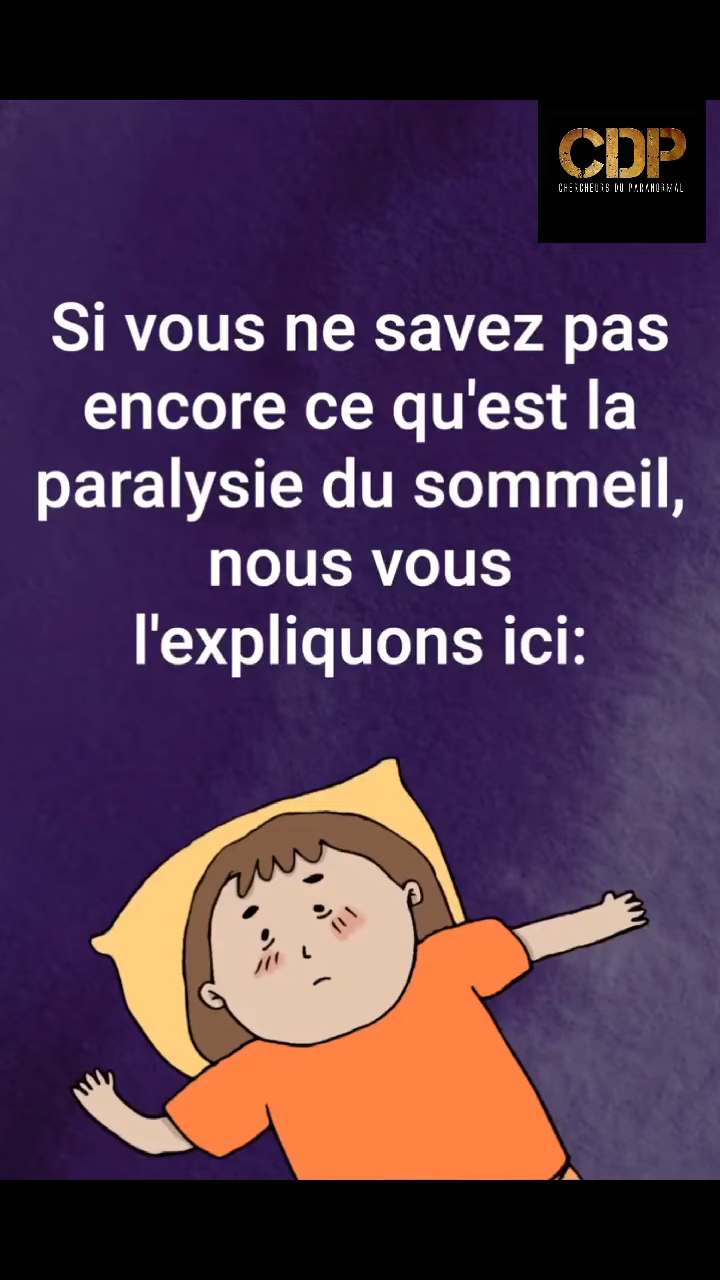 CDP
CHERCHEURS DU PARANORMAL
Si vous ne savez pas
encore ce qu'est la
paralysie du sommeil,
nous vous
l'expliquons ici: